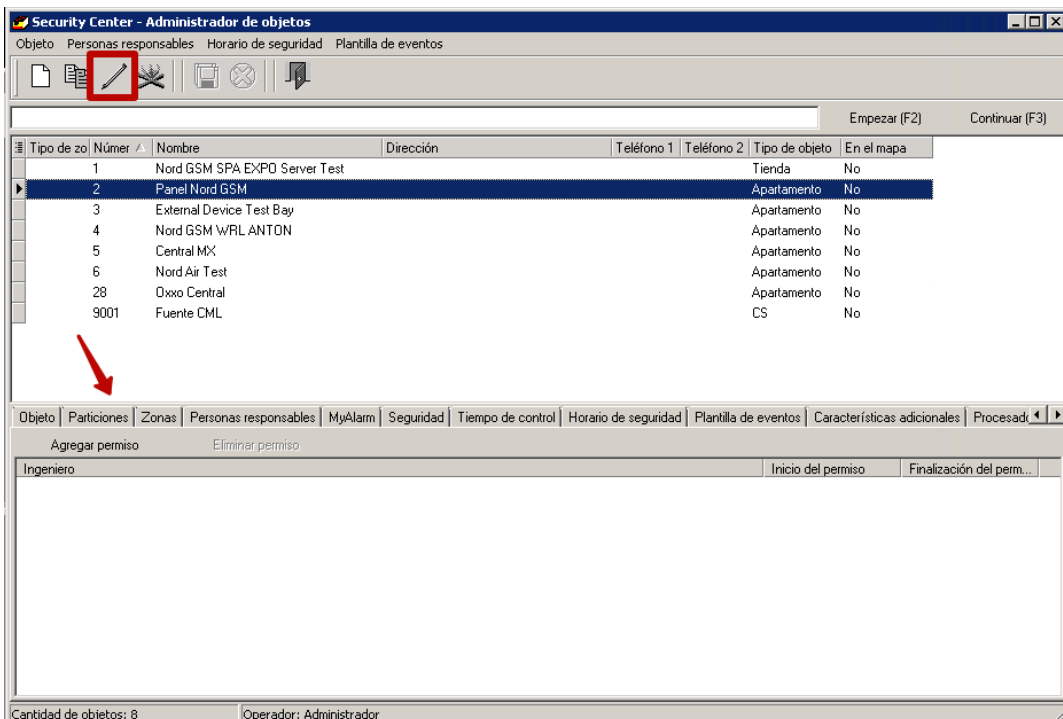 Security Center - Administrador de objetos
Objeto Personas responsables Horario de seguridad Plantilla de eventos
Empezar (F2) Continuar (F3)
Tipo de zo Númer Nombre Dirección Teléfono 1 Teléfono 2 Tipo de objeto En el mapa
1 Nord GSM SPA EXPO Server Test Tienda No
2 Panel Nord GSM Apartamento No
3 External Device Test Bay Apartamento No
4 Nord GSM WRL ANTON Apartamento No
5 Central MX Apartamento No
6 Nord Air Test Apartamento No
28 Oxxo Central Apartamento No
9001 Fuente CML CS No
Objeto Particiones Zonas Personas responsables MyAlarm Seguridad Tiempo de control Horario de seguridad Plantilla de eventos Características adicionales Procesado
Agregar permiso Eliminar permiso
Ingeniero Inicio del permiso Finalización del perm...
Cantidad de objetos: 8 Operador: Administrador